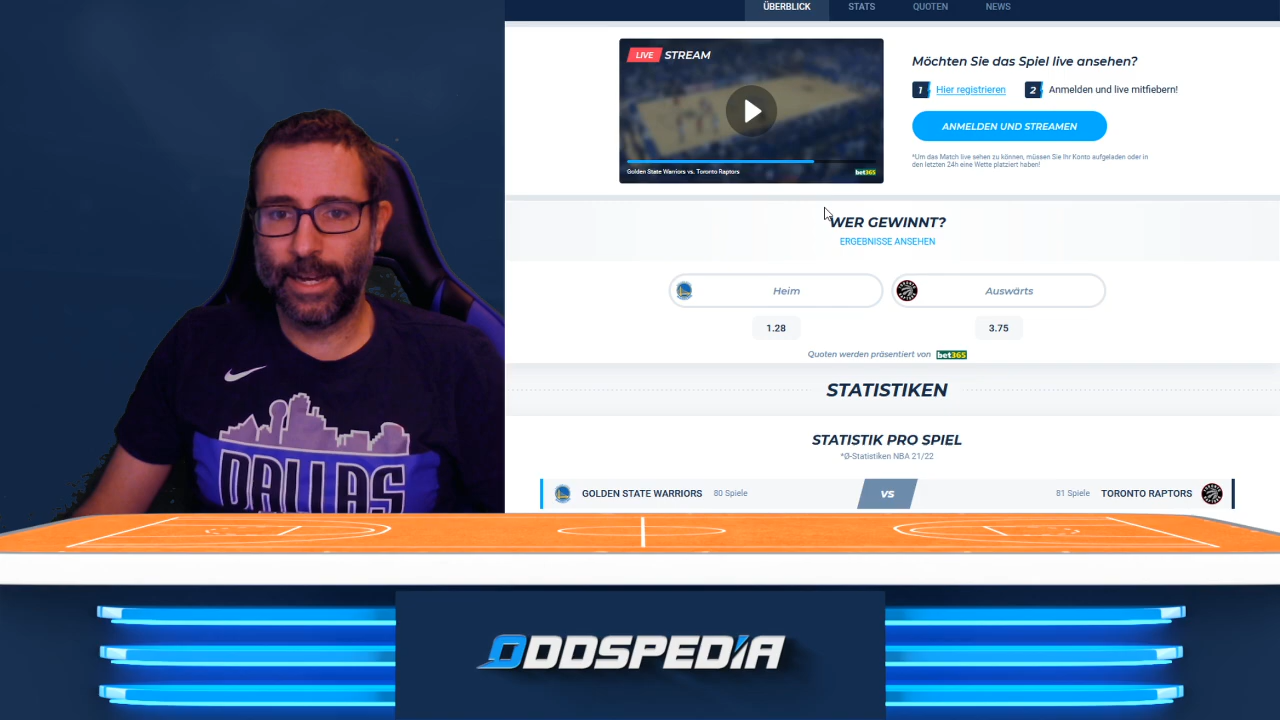 ÜBERBLICK STATS QUOTEN NEWS
LIVE STREAM
Golden State Warriors vs. Toronto Raptors
bet365
Möchten Sie das Spiel live ansehen?
1 Hier registrieren 2 Anmelden und live mitfiebern!
ANMELDEN UND STREAMEN
*Um das Match live sehen zu können, müssen Sie Ihr Konto aufgeladen oder in
den letzten 24h eine Wette platziert haben!
WER GEWINNT?
ERGEBNISSE ANSEHEN
Heim Auswärts
1.28 3.75
Quoten werden präsentiert von bet365
STATISTIKEN
STATISTIK PRO SPIEL
*Ø-Statistiken NBA 21/22
GOLDEN STATE WARRIORS 80 Spiele VS 81 Spiele TORONTO RAPTORS
DALLAS
ODDSPEDIA